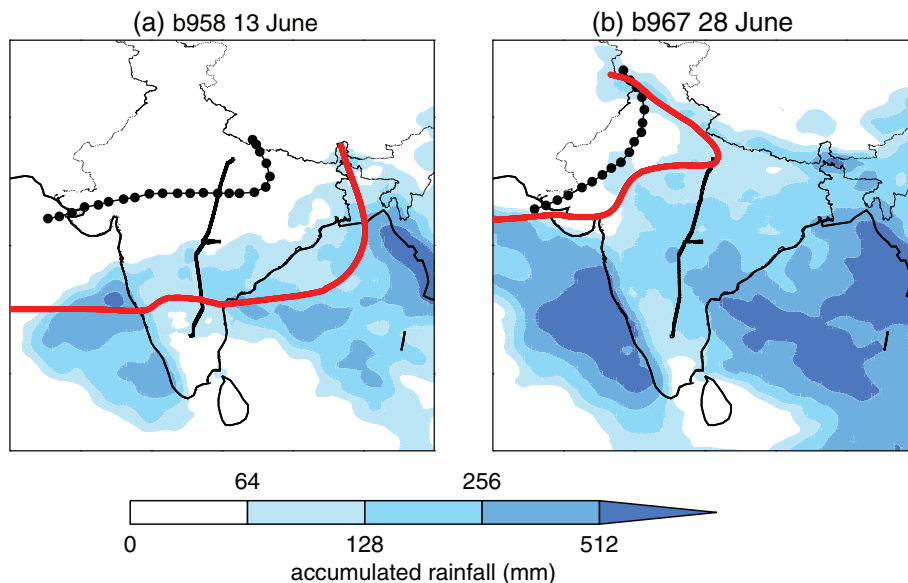 (a) b958 13 June
(b) b967 28 June
64 256
0 128 512
accumulated rainfall (mm)